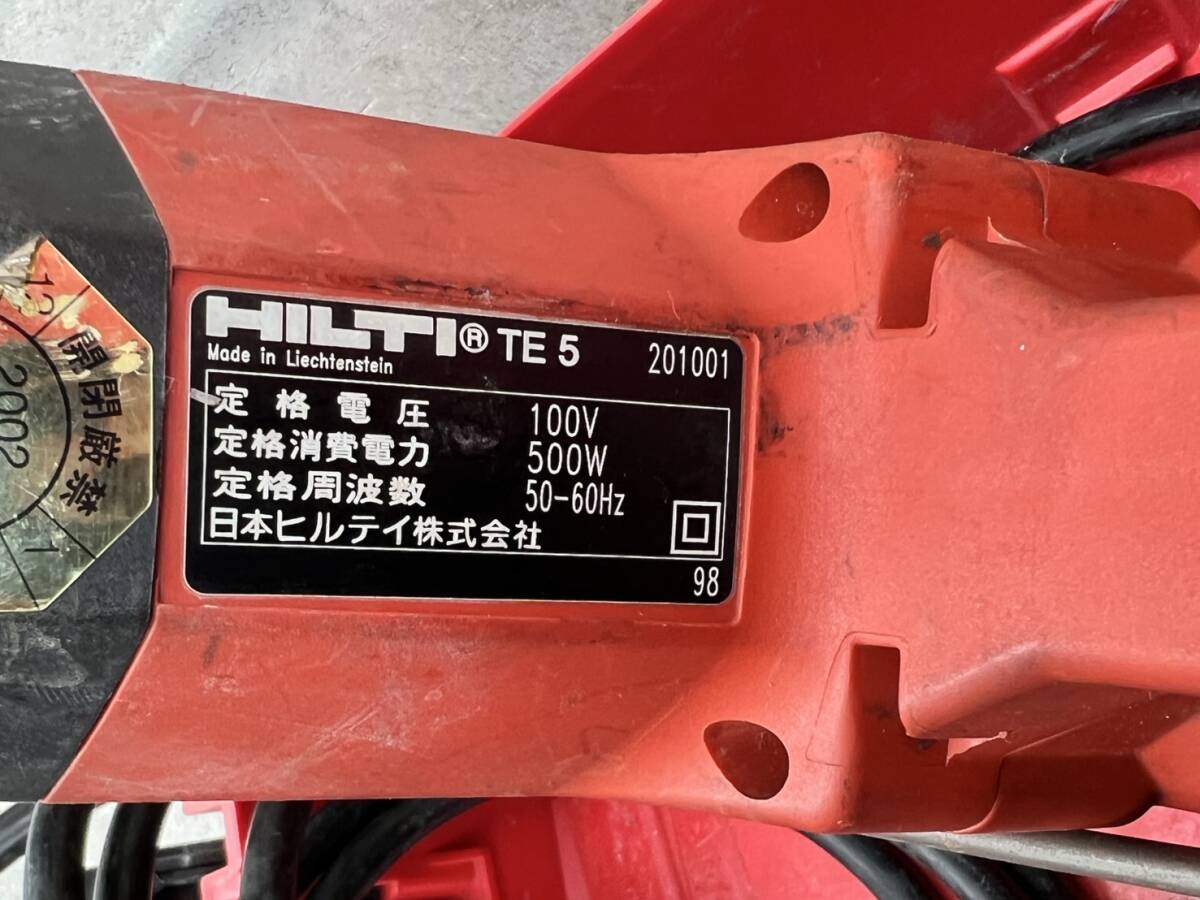 HILTI® TE 5 201001
Made in Liechtenstein
定格電圧 100V
定格消費電力 500W
定格周波数 50-60Hz
日本ヒルテイ株式会社
98
開閉厳禁
2002
12
1